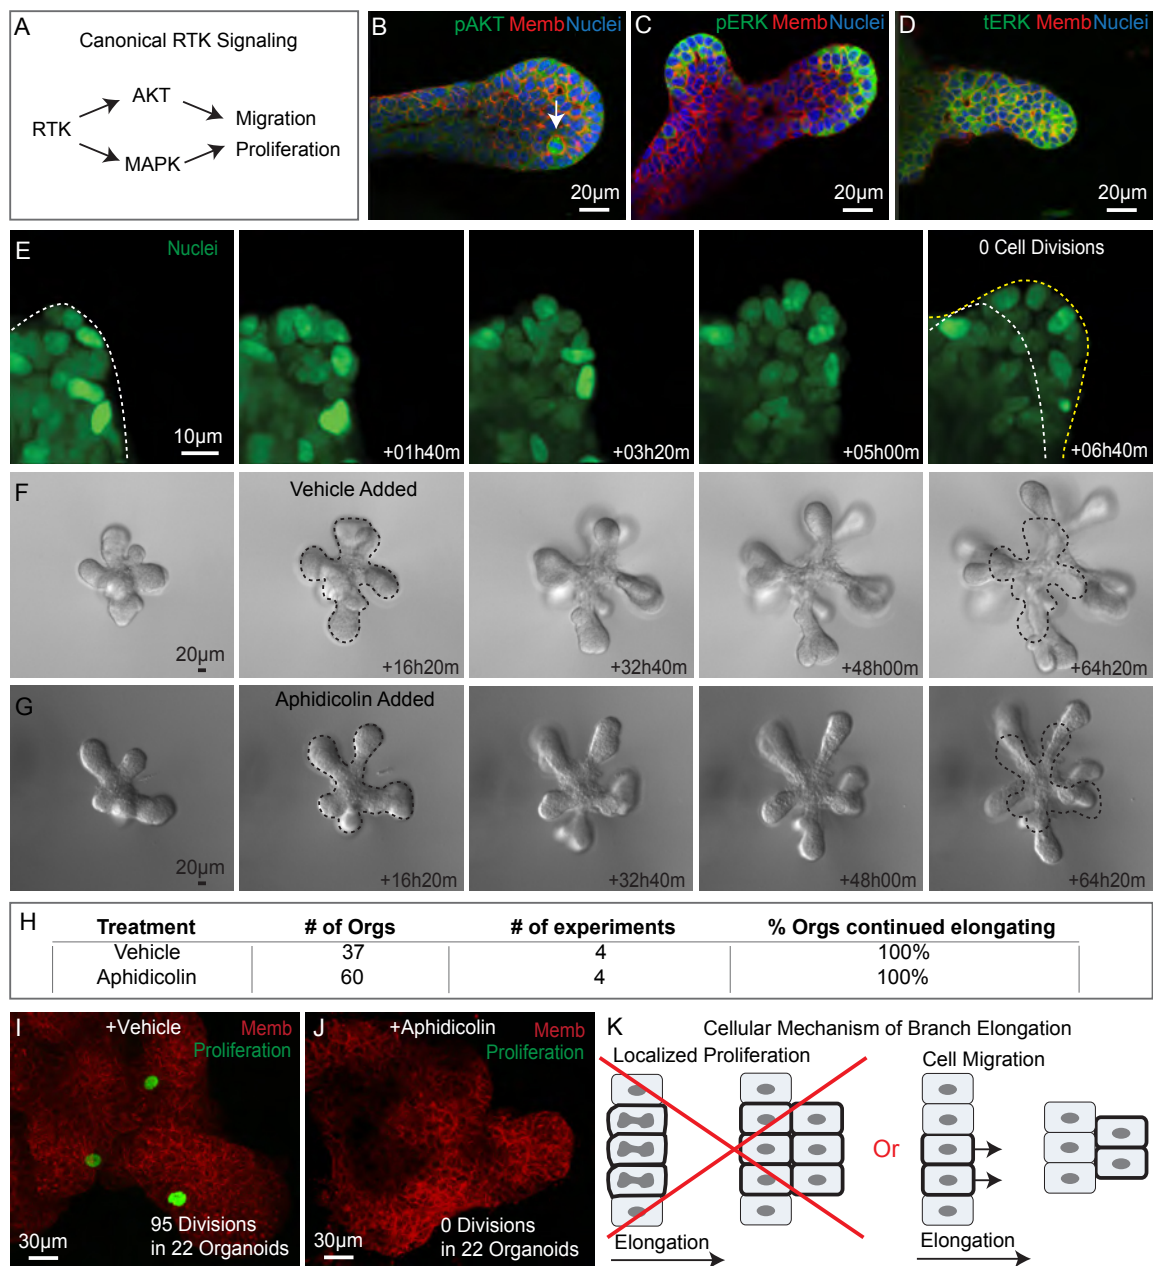 A
Canonical RTK Signaling
RTK
AKT
MAPK
Migration
Proliferation
B
pAKT Memb Nuclei
20µm
C
pERK Memb Nuclei
20µm
D
tERK Memb Nuclei
20µm
E
Nuclei
10µm
+01h40m
+03h20m
+05h00m
0 Cell Divisions
+06h40m
F
20µm
Vehicle Added
+16h20m
+32h40m
+48h00m
+64h20m
G
20µm
Aphidicolin Added
+16h20m
+32h40m
+48h00m
+64h20m
H
Treatment # of Orgs # of experiments % Orgs continued elongating
Vehicle 37 4 100%
Aphidicolin 60 4 100%
I
+Vehicle Memb
Proliferation
95 Divisions
in 22 Organoids
30µm
J
+Aphidicolin Memb
Proliferation
0 Divisions
in 22 Organoids
30µm
K
Cellular Mechanism of Branch Elongation
Localized Proliferation
Elongation
Or
Cell Migration
Elongation